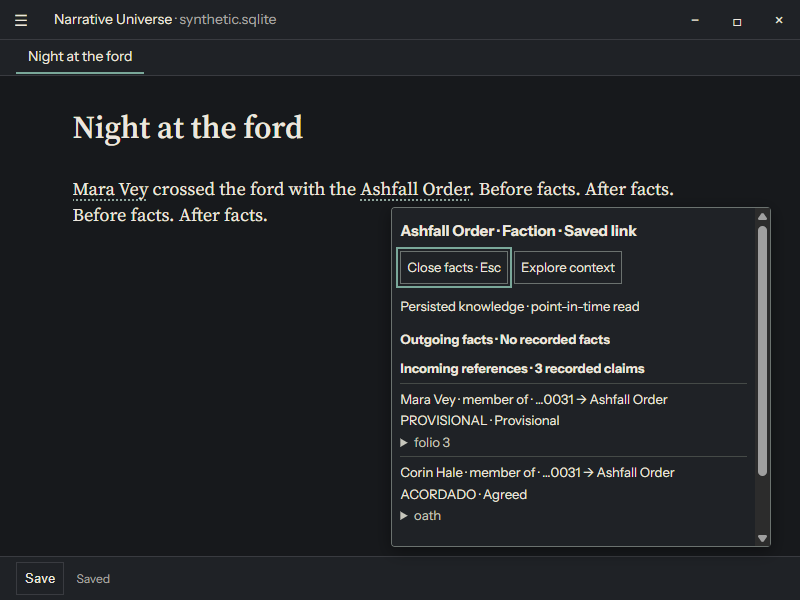 Narrative Universe · synthetic.sqlite
Night at the ford
Night at the ford
Mara Vey crossed the ford with the Ashfall Order. Before facts. After facts.
Before facts. After facts.
Ashfall Order · Faction · Saved link
Close facts · Esc
Explore context
Persisted knowledge · point-in-time read
Outgoing facts · No recorded facts
Incoming references · 3 recorded claims
Mara Vey · member of · …0031 → Ashfall Order
PROVISIONAL · Provisional
folio 3
Corin Hale · member of · …0031 → Ashfall Order
ACORDADO · Agreed
oath
Save
Saved